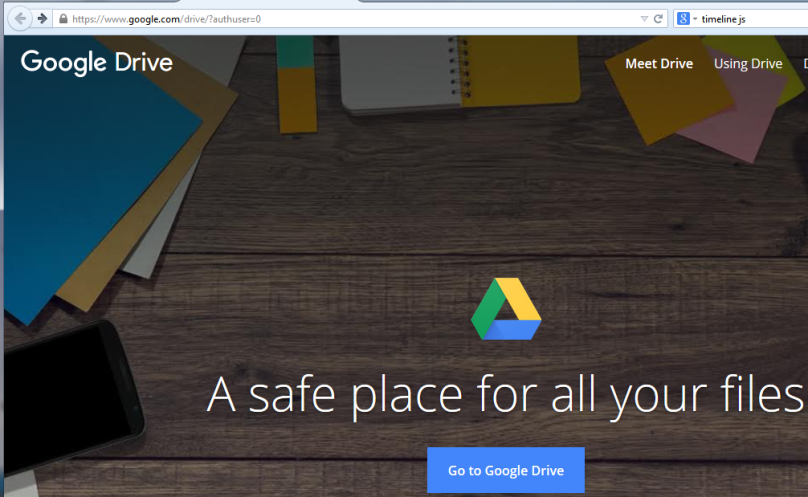 https://www.google.com/drive/?authuser=0
8 timeline js
Google Drive
Meet Drive Using Drive
A safe place for all your files
Go to Google Drive